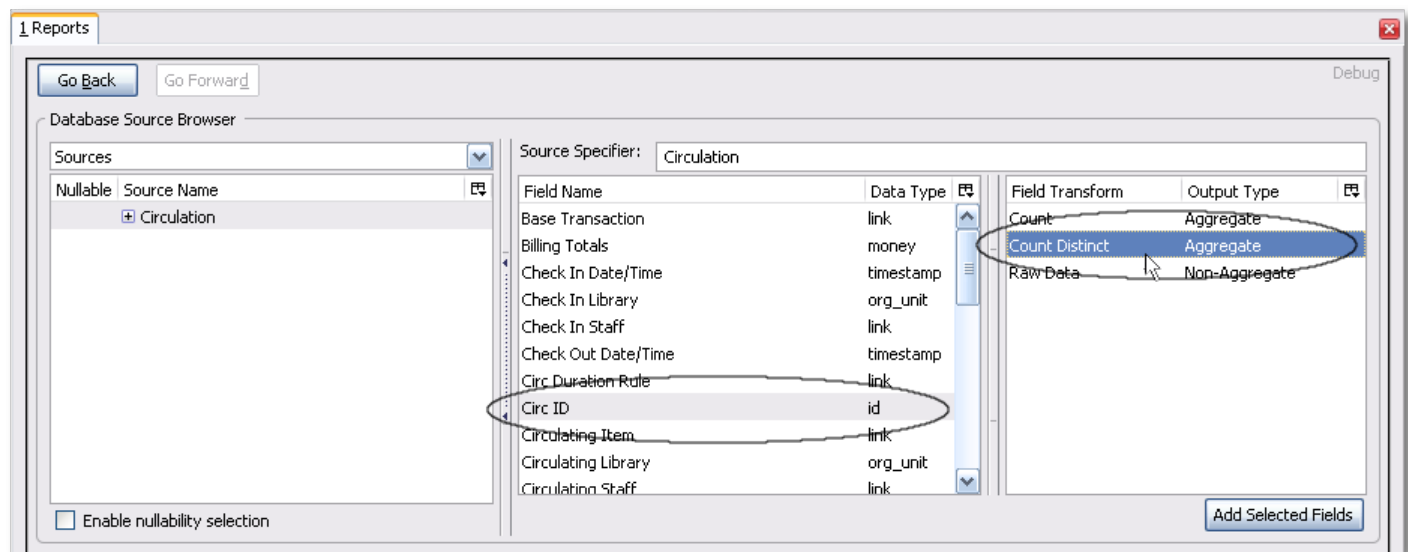 1 Reports
Go Back Go Forward Debug
Database Source Browser
Sources
Nullable Source Name
Circulation
Enable nullability selection
Source Specifier: Circulation
Field Name Data Type
Base Transaction link
Billing Totals money
Check In Date/Time timestamp
Check In Library org_unit
Check In Staff link
Check Out Date/Time timestamp
Circ Duration Rule link
Circ ID id
Circulating Item link
Circulating Library org_unit
Circulating Staff link
Field Transform Output Type
Count Aggregate
Count Distinct Aggregate
Raw Data Non-Aggregate
Add Selected Fields